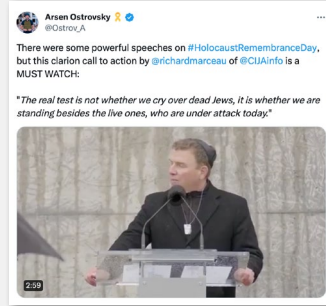 Arsen Ostrovsky 🎗️
@Ostrov_A
There were some powerful speeches on #HolocaustRemembranceDay,
but this clarion call to action by @richardmarceau of @CIJAinfo is a
MUST WATCH:
"The real test is not whether we cry over dead Jews, it is whether we are
standing besides the live ones, who are under attack today."
2:59